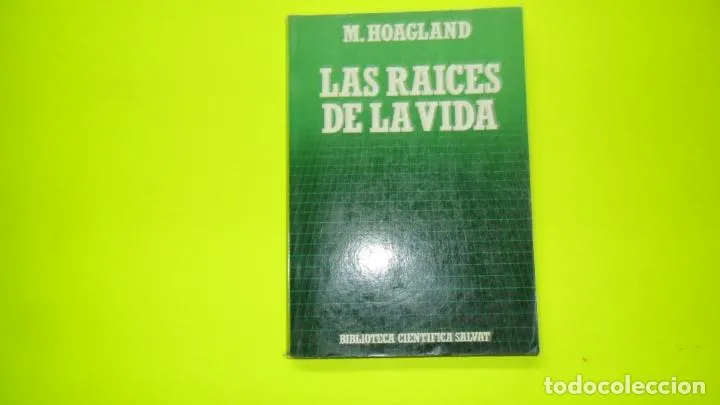 M. HOAGLAND
LAS RAICES
DE LA VIDA
BIBLIOTECA CIENTIFICA SALVAT
todocoleccion